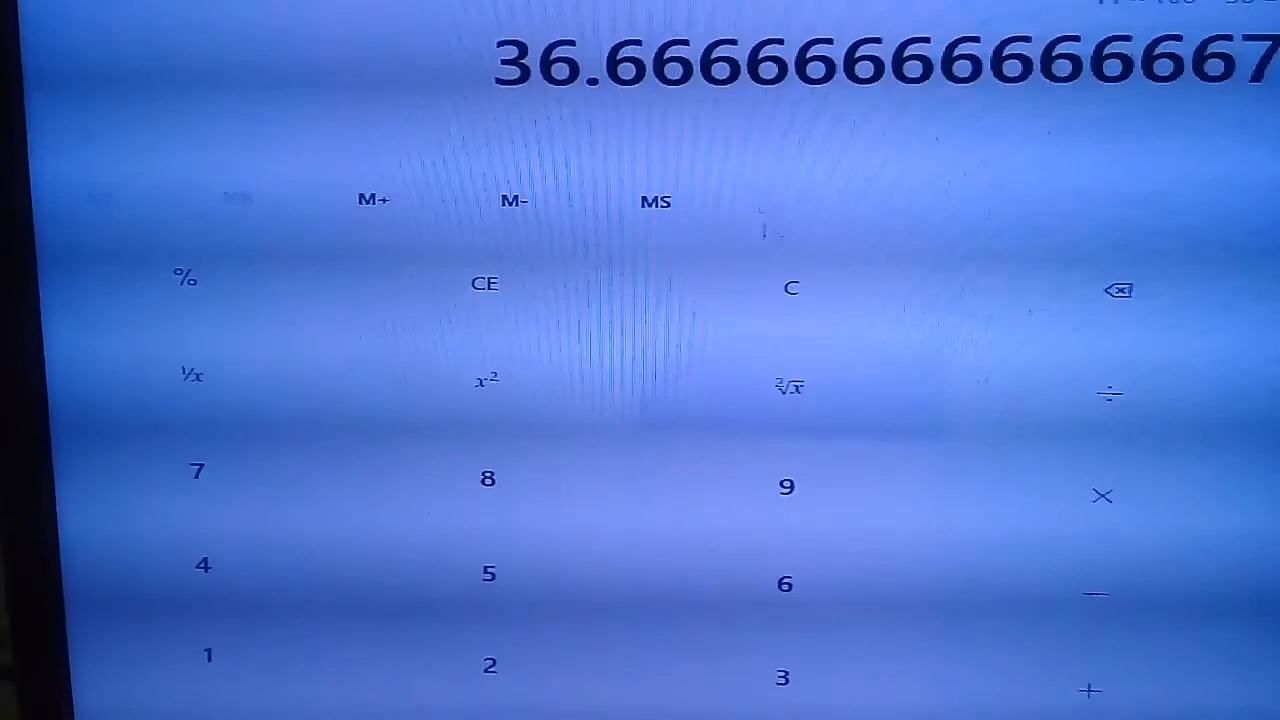 36.66666666666667
M+ M- MS
% CE C
¹/x x² ²√x ÷
7 8 9 ×
4 5 6 −
1 2 3 +